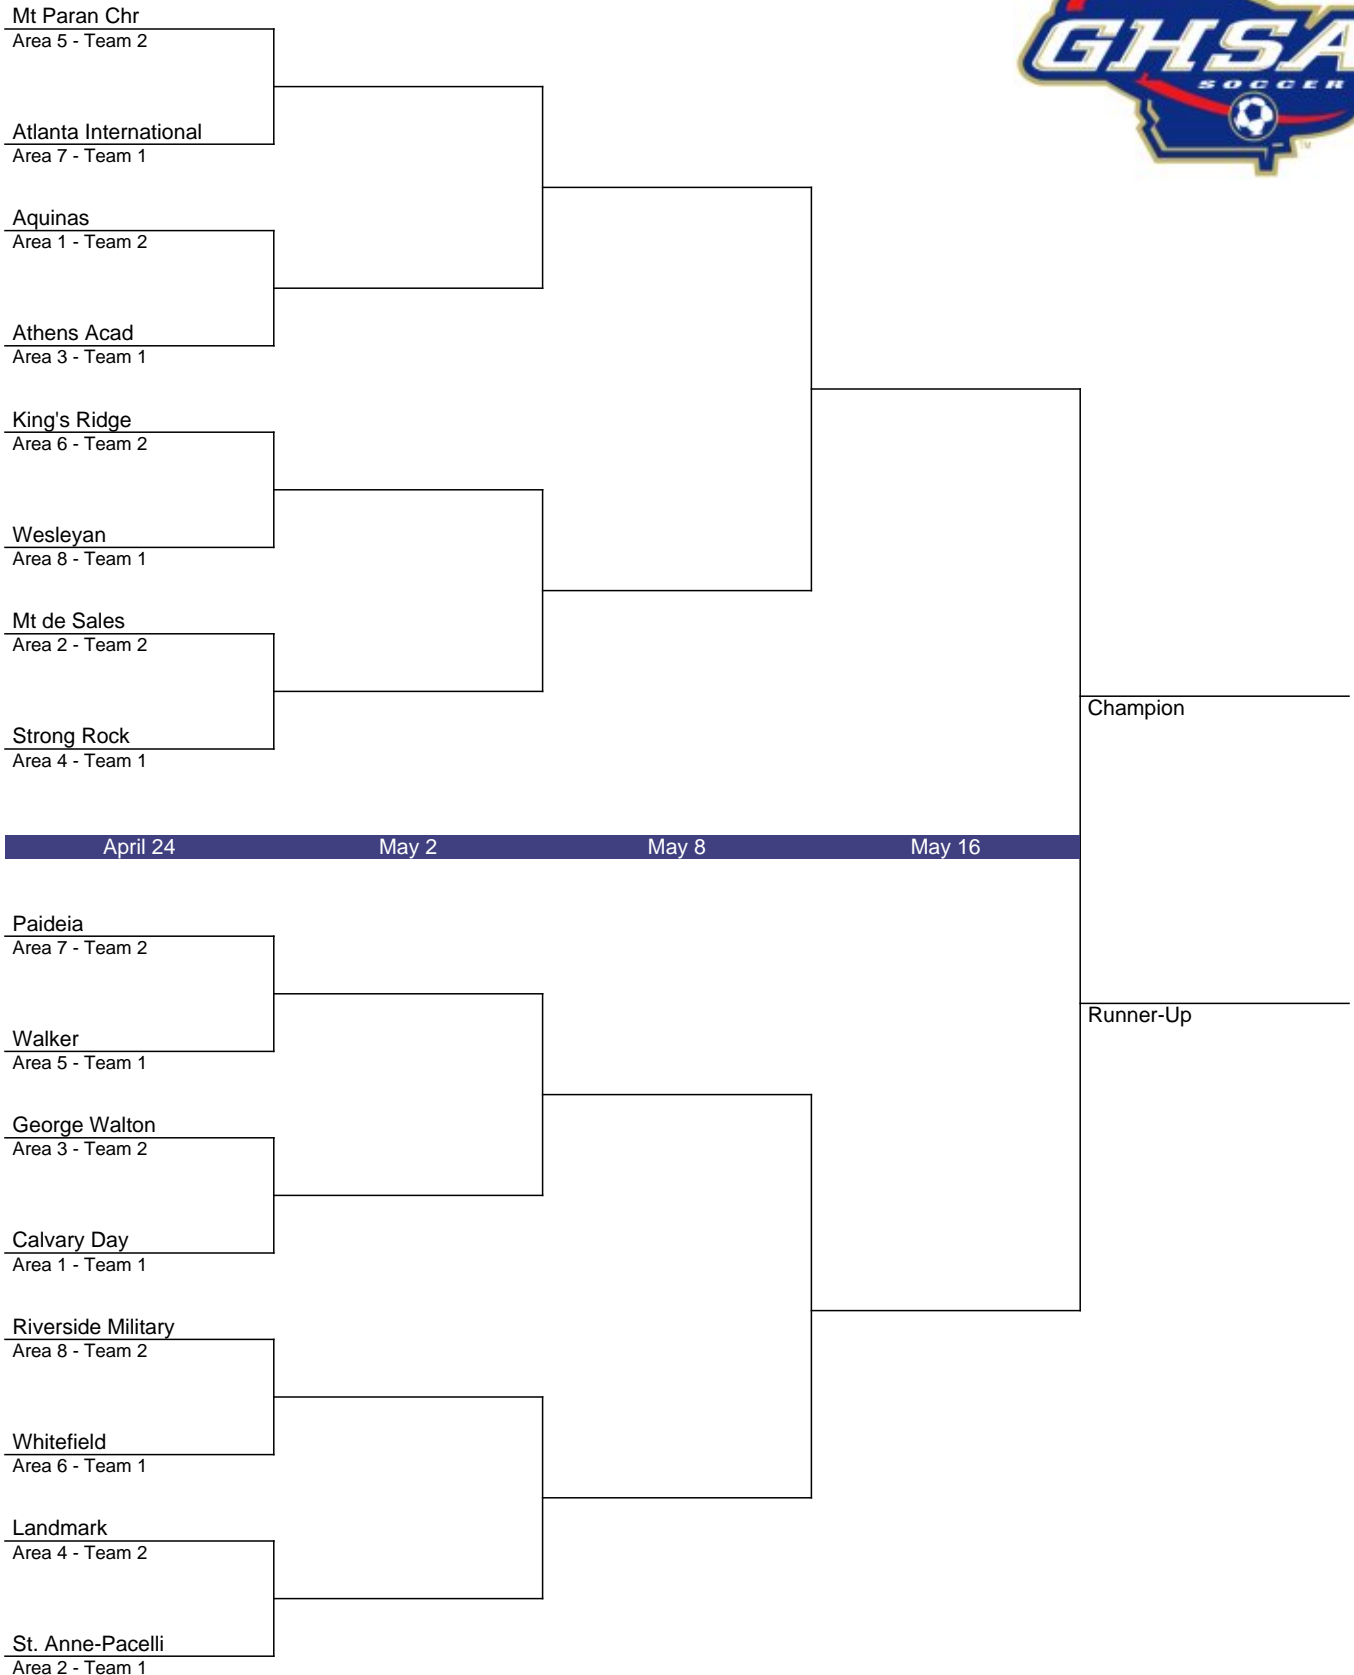 Mt Paran Chr
Area 5 - Team 2
GHSA
SOCCER
TM
Atlanta International
Area 7 - Team 1
Aquinas
Area 1 - Team 2
Athens Acad
Area 3 - Team 1
King's Ridge
Area 6 - Team 2
Wesleyan
Area 8 - Team 1
Mt de Sales
Area 2 - Team 2
Champion
Strong Rock
Area 4 - Team 1
April 24 May 2 May 8 May 16
Paideia
Area 7 - Team 2
Runner-Up
Walker
Area 5 - Team 1
George Walton
Area 3 - Team 2
Calvary Day
Area 1 - Team 1
Riverside Military
Area 8 - Team 2
Whitefield
Area 6 - Team 1
Landmark
Area 4 - Team 2
St. Anne-Pacelli
Area 2 - Team 1